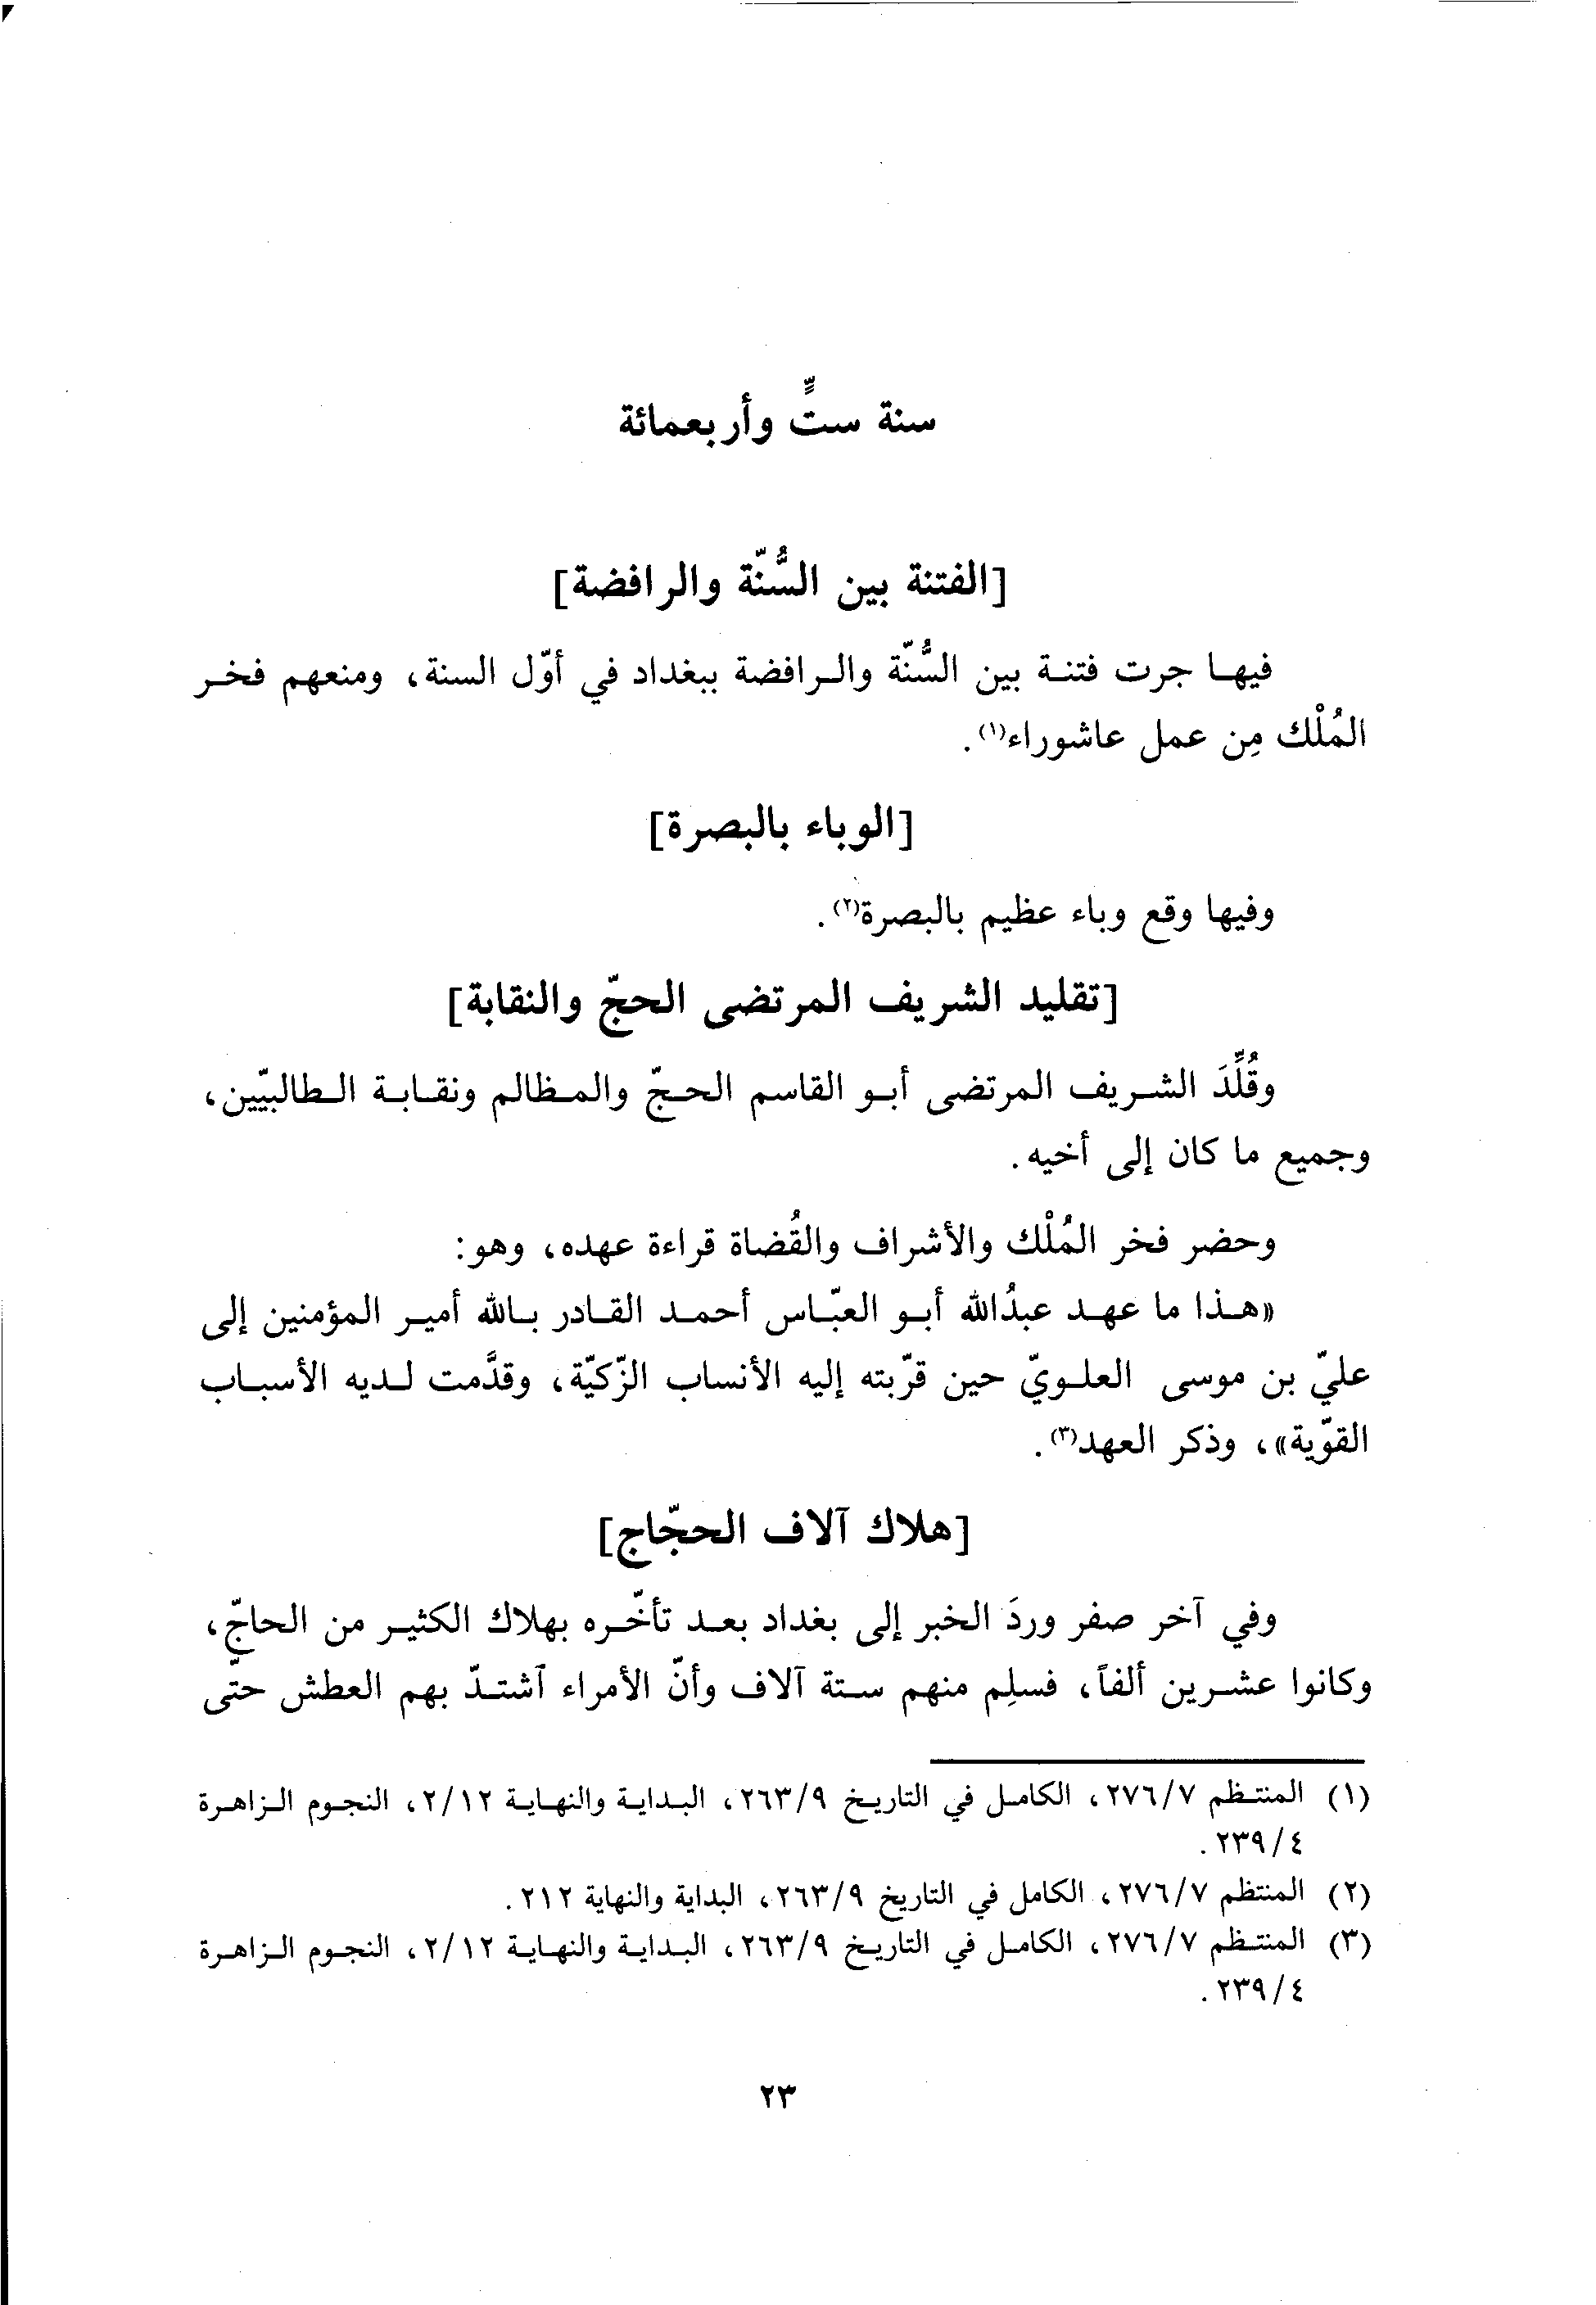 سنة ستٍّ وأربعمائة
[الفتنة بين السُّنّة والرافضة]
فيها جرت فتنة بين السُّنّة والرافضة ببغداد في أوّل السنة، ومنعهم فخر
المُلْك مِن عمل عاشوراء(١).
[الوباء بالبصرة]
وفيها وقع وباء عظيم بالبصرة(٢).
[تقليد الشريف المرتضى الحجّ والنقابة]
وقُلِّدَ الشريف المرتضى أبو القاسم الحجّ والمظالم ونقابة الطالبيّين،
وجميع ما كان إلى أخيه.
وحضر فخر المُلْك والأشراف والقُضاة قراءة عهده، وهو:
«هذا ما عهد عبدُالله أبو العبّاس أحمد القادر بالله أمير المؤمنين إلى
عليّ بن موسى العلويّ حين قرّبته إليه الأنساب الزّكيّة، وقدَّمت لديه الأسباب
القوّية»، وذكر العهد(٣).
[هلاك آلاف الحجّاج]
وفي آخر صفر وردَ الخبر إلى بغداد بعد تأخّره بهلاك الكثير من الحاجّ،
وكانوا عشرين ألفاً، فسلِم منهم ستة آلاف وأنّ الأمراء آشتدّ بهم العطش حتّى
(١) المنتظم ٢٧٦/٧، الكامل في التاريخ ٢٦٣/٩، البداية والنهاية ٢/١٢، النجوم الزاهرة
٢٣٩/٤.
(٢) المنتظم ٢٧٦/٧، الكامل في التاريخ ٢٦٣/٩، البداية والنهاية ٢١٢.
(٣) المنتظم ٢٧٦/٧، الكامل في التاريخ ٢٦٣/٩، البداية والنهاية ٢/١٢، النجوم الزاهرة
٢٣٩/٤.
٢٣